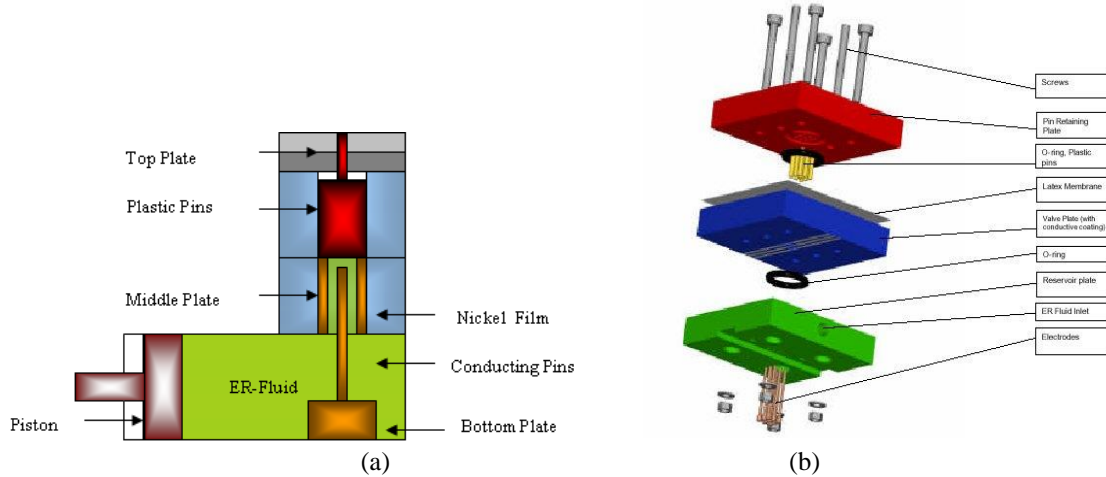 Top Plate
Plastic Pins
Middle Plate
Nickel Film
Conducting Pins
ER-Fluid
Piston
Bottom Plate
(a)
Screws
Pin Retaining
Plate
O-ring, Plastic
pins
Latex Membrane
Valve Plate (with
conductive coating)
O-ring
Reservoir plate
ER Fluid Inlet
Electrodes
(b)